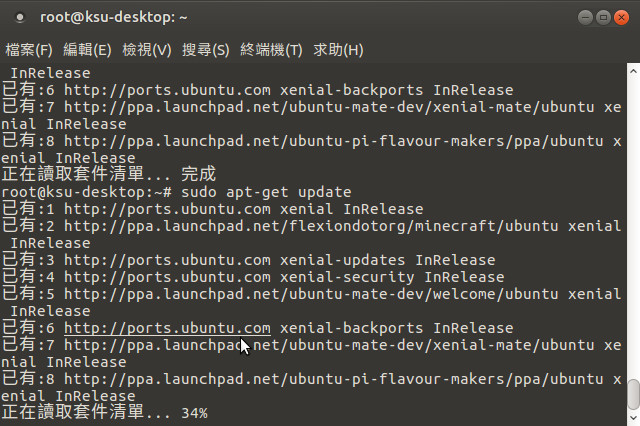 root@ksu-desktop: ~
檔案(F) 編輯(E) 檢視(V) 搜尋(S) 終端機(T) 求助(H)
 InRelease
已有:6 http://ports.ubuntu.com xenial-backports InRelease
已有:7 http://ppa.launchpad.net/ubuntu-mate-dev/xenial-mate/ubuntu xe
nial InRelease
已有:8 http://ppa.launchpad.net/ubuntu-pi-flavour-makers/ppa/ubuntu x
enial InRelease
正在讀取套件清單... 完成
root@ksu-desktop:~# sudo apt-get update
已有:1 http://ports.ubuntu.com xenial InRelease
已有:2 http://ppa.launchpad.net/flexiondotorg/minecraft/ubuntu xenial
 InRelease
已有:3 http://ports.ubuntu.com xenial-updates InRelease
已有:4 http://ports.ubuntu.com xenial-security InRelease
已有:5 http://ppa.launchpad.net/ubuntu-mate-dev/welcome/ubuntu xenial
 InRelease
已有:6 http://ports.ubuntu.com xenial-backports InRelease
已有:7 http://ppa.launchpad.net/ubuntu-mate-dev/xenial-mate/ubuntu xe
nial InRelease
已有:8 http://ppa.launchpad.net/ubuntu-pi-flavour-makers/ppa/ubuntu x
enial InRelease
正在讀取套件清單... 34%